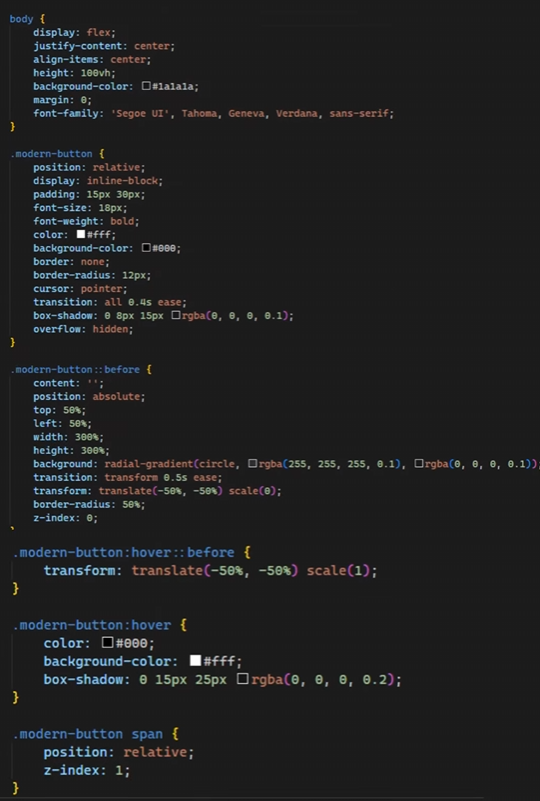 body {
display: flex;
justify-content: center;
align-items: center;
height: 100vh;
background-color: #1a1a1a;
margin: 0;
font-family: 'Segoe UI', Tahoma, Geneva, Verdana, sans-serif;
}
.modern-button {
position: relative;
display: inline-block;
padding: 15px 30px;
font-size: 18px;
font-weight: bold;
color: #fff;
background-color: #000;
border: none;
border-radius: 12px;
cursor: pointer;
transition: all 0.4s ease;
box-shadow: 0 8px 15px rgba(0, 0, 0, 0.1);
overflow: hidden;
}
.modern-button::before {
content: '';
position: absolute;
top: 50%;
left: 50%;
width: 300%;
height: 300%;
background: radial-gradient(circle, rgba(255, 255, 255, 0.1), rgba(0, 0, 0, 0.1));
transition: transform 0.5s ease;
transform: translate(-50%, -50%) scale(0);
border-radius: 50%;
z-index: 0;
}
.modern-button:hover::before {
transform: translate(-50%, -50%) scale(1);
}
.modern-button:hover {
color: #000;
background-color: #fff;
box-shadow: 0 15px 25px rgba(0, 0, 0, 0.2);
}
.modern-button span {
position: relative;
z-index: 1;
}